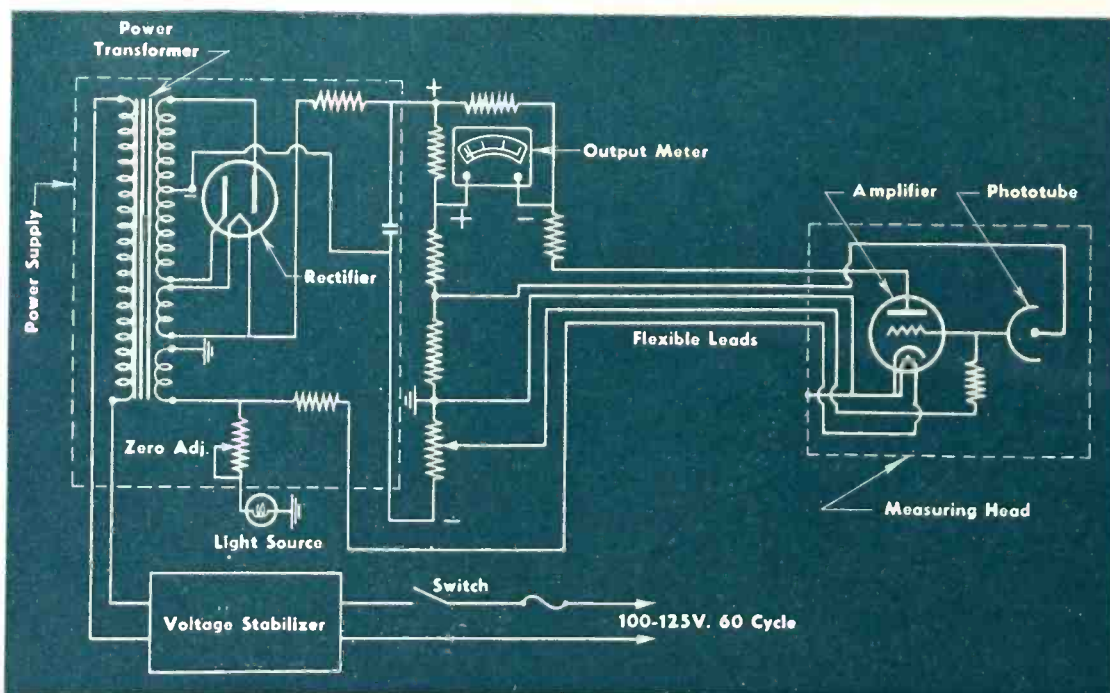 Power
Transformer
+
Output Meter
+ -
Amplifier
Phototube
Power Supply
Rectifier
Flexible Leads
Zero Adj.
-
Light Source
Measuring Head
Switch
Voltage Stabilizer
100-125V. 60 Cycle